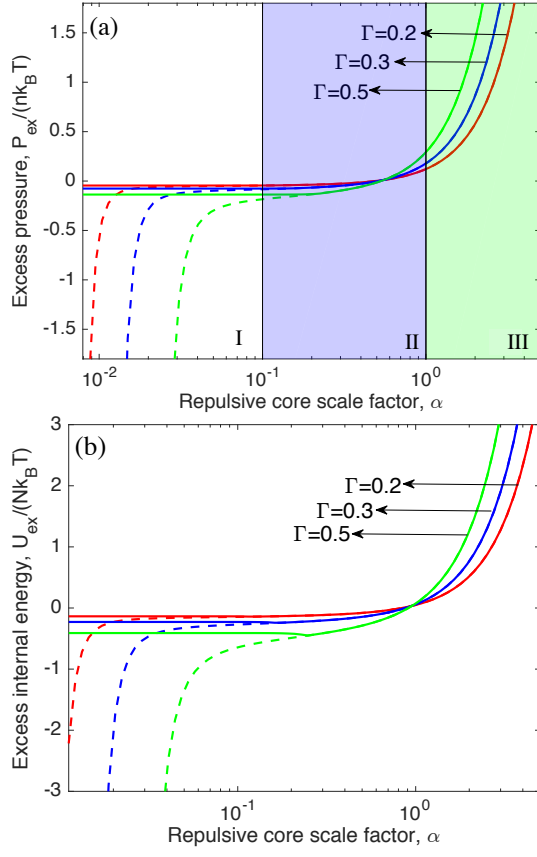 (a)
Excess pressure, P_ex/(nk_BT)
1.5
1
0.5
0
-0.5
-1
-1.5
Γ=0.2
Γ=0.3
Γ=0.5
I
II
III
10^-2
10^-1
10^0
Repulsive core scale factor, α
(b)
Excess internal energy, U_ex/(Nk_BT)
3
2
1
0
-1
-2
-3
Γ=0.2
Γ=0.3
Γ=0.5
10^-1
10^0
Repulsive core scale factor, α